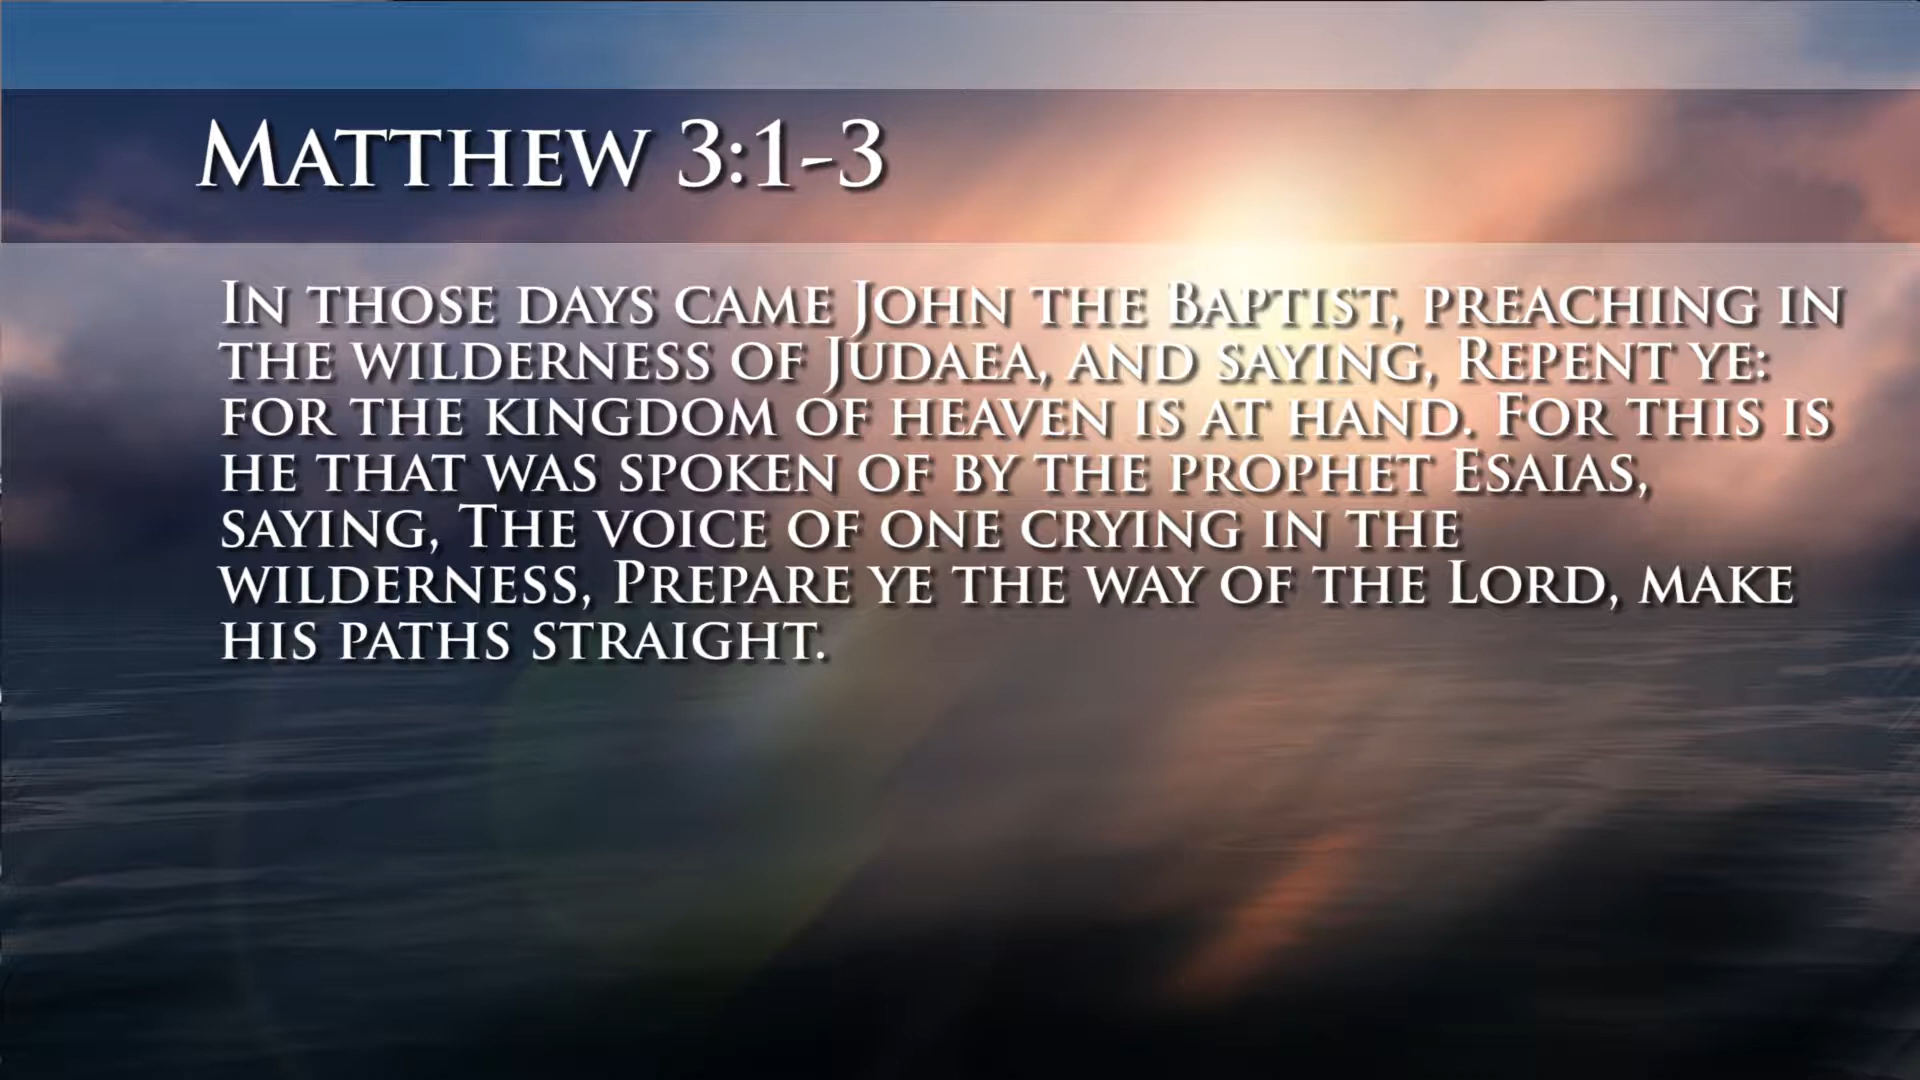 Matthew 3:1-3
In those days came John the Baptist, preaching in
the wilderness of Judaea, and saying, Repent ye:
for the kingdom of heaven is at hand. For this is
he that was spoken of by the prophet Esaias,
saying, The voice of one crying in the
wilderness, Prepare ye the way of the Lord, make
his paths straight.